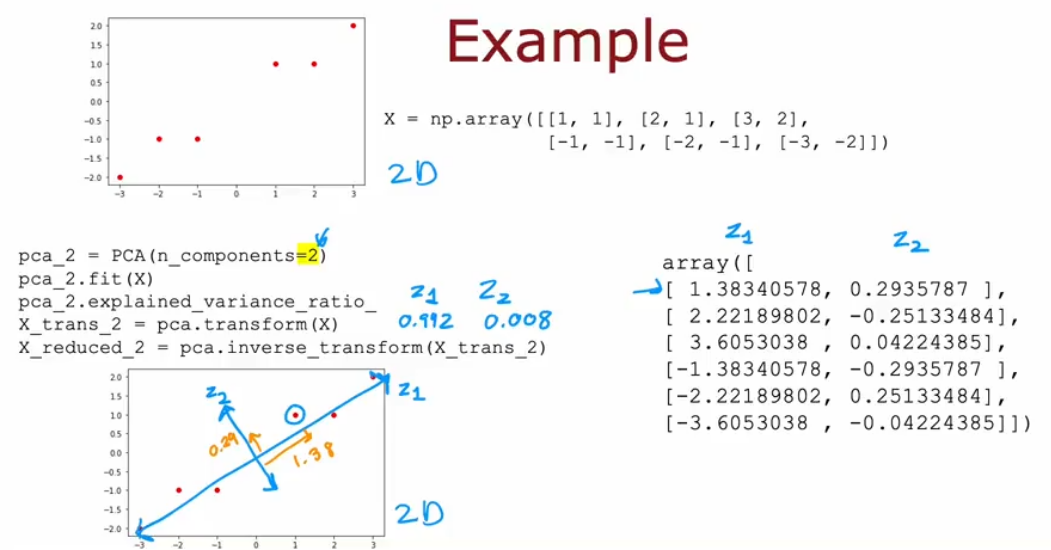 Example
2.0
1.5
1.0
0.5
0.0
−0.5
−1.0
−1.5
−2.0
−3 −2 −1 0 1 2 3
X = np.array([[1, 1], [2, 1], [3, 2],
[-1, -1], [-2, -1], [-3, -2]])
2D
pca_2 = PCA(n_components=2)
pca_2.fit(X)
pca_2.explained_variance_ratio_
X_trans_2 = pca.transform(X)
X_reduced_2 = pca.inverse_transform(X_trans_2)
z1 z2
0.992 0.008
z1 z2
array([
[ 1.38340578, 0.2935787 ],
[ 2.22189802, -0.25133484],
[ 3.6053038 , 0.04224385],
[-1.38340578, -0.2935787 ],
[-2.22189802, 0.25133484],
[-3.6053038 , -0.04224385]])
2.0
1.5
1.0
0.5
0.0
−0.5
−1.0
−1.5
−2.0
−3 −2 −1 0 1 2 3
z2
z1
0.29
1.38
2D